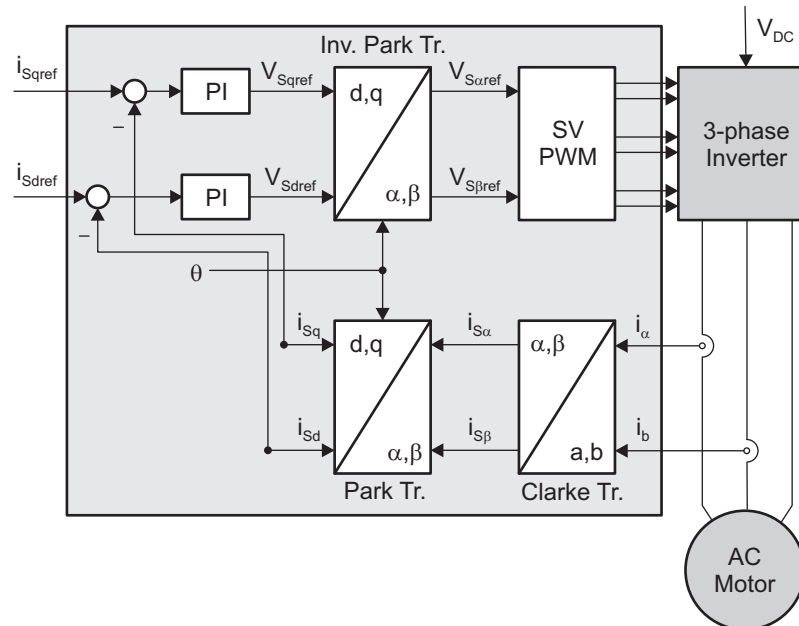 V_DC
Inv. Park Tr.
i_Sqref
PI
V_Sqref
d,q
α,β
V_Sαref
SV
PWM
3-phase
Inverter
–
i_Sdref
PI
V_Sdref
V_Sβref
–
θ
i_Sq
d,q
α,β
i_Sα
α,β
a,b
i_α
i_Sd
i_Sβ
i_b
Park Tr.
Clarke Tr.
AC
Motor